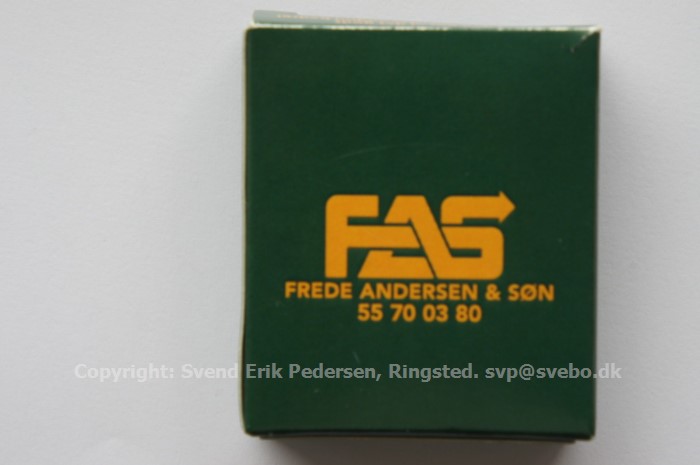 FAS
FREDE ANDERSEN & SØN
55 70 03 80
Copyright: Svend Erik Pedersen, Ringsted. svp@svebo.dk